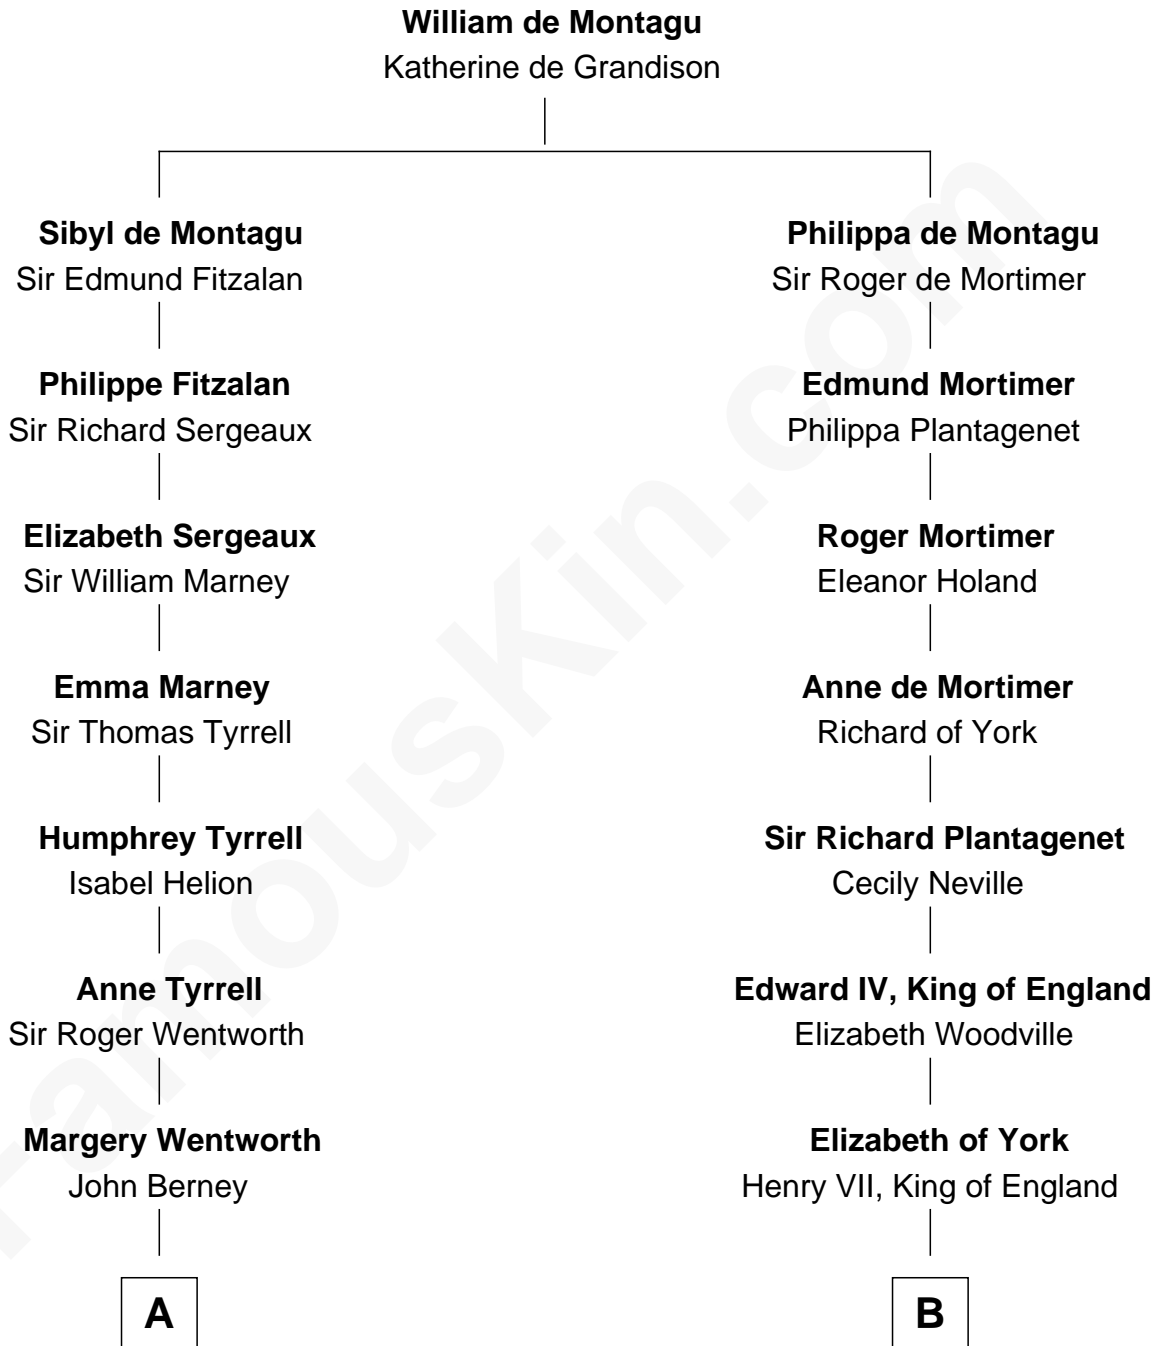 William de Montagu
Katherine de Grandison
Sibyl de Montagu
Sir Edmund Fitzalan
Philippa de Montagu
Sir Roger de Mortimer
Philippe Fitzalan
Sir Richard Sergeaux
Edmund Mortimer
Philippa Plantagenet
Elizabeth Sergeaux
Sir William Marney
Roger Mortimer
Eleanor Holand
Emma Marney
Sir Thomas Tyrrell
Anne de Mortimer
Richard of York
Humphrey Tyrrell
Isabel Helion
Sir Richard Plantagenet
Cecily Neville
Anne Tyrrell
Sir Roger Wentworth
Edward IV, King of England
Elizabeth Woodville
Margery Wentworth
John Berney
Elizabeth of York
Henry VII, King of England
A
B
FamousKin.com